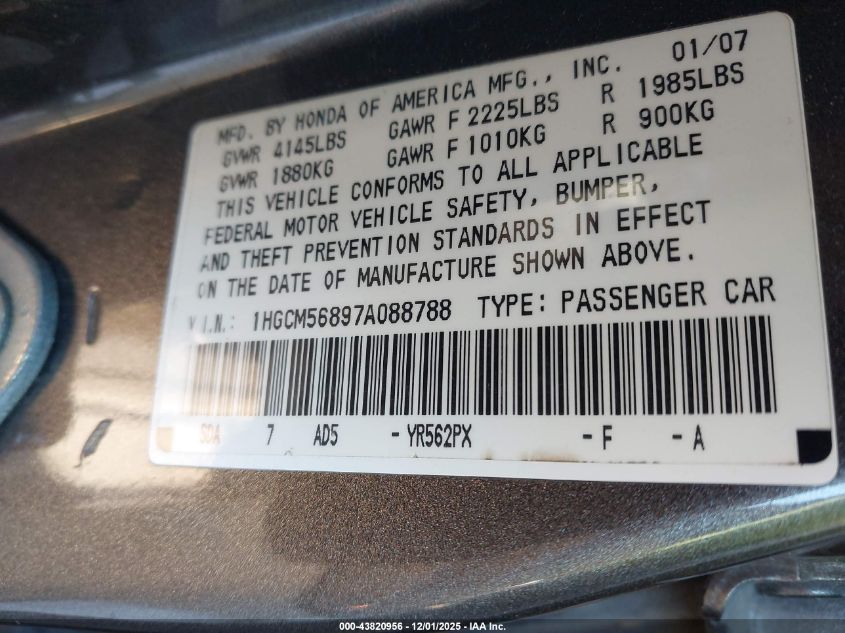 01/07
MFD. BY HONDA OF AMERICA MFG., INC.
GVWR 4145LBS GAWR F 2225LBS R 1985LBS
GVWR 1880KG GAWR F 1010KG R 900KG
THIS VEHICLE CONFORMS TO ALL APPLICABLE
FEDERAL MOTOR VEHICLE SAFETY, BUMPER,
AND THEFT PREVENTION STANDARDS IN EFFECT
ON THE DATE OF MANUFACTURE SHOWN ABOVE.
V.I.N.: 1HGCM56897A088788 TYPE: PASSENGER CAR
SDA 7 AD5 - YR562PX - F - A
000-43820956 | 12/01/2025 | © IAA Inc.